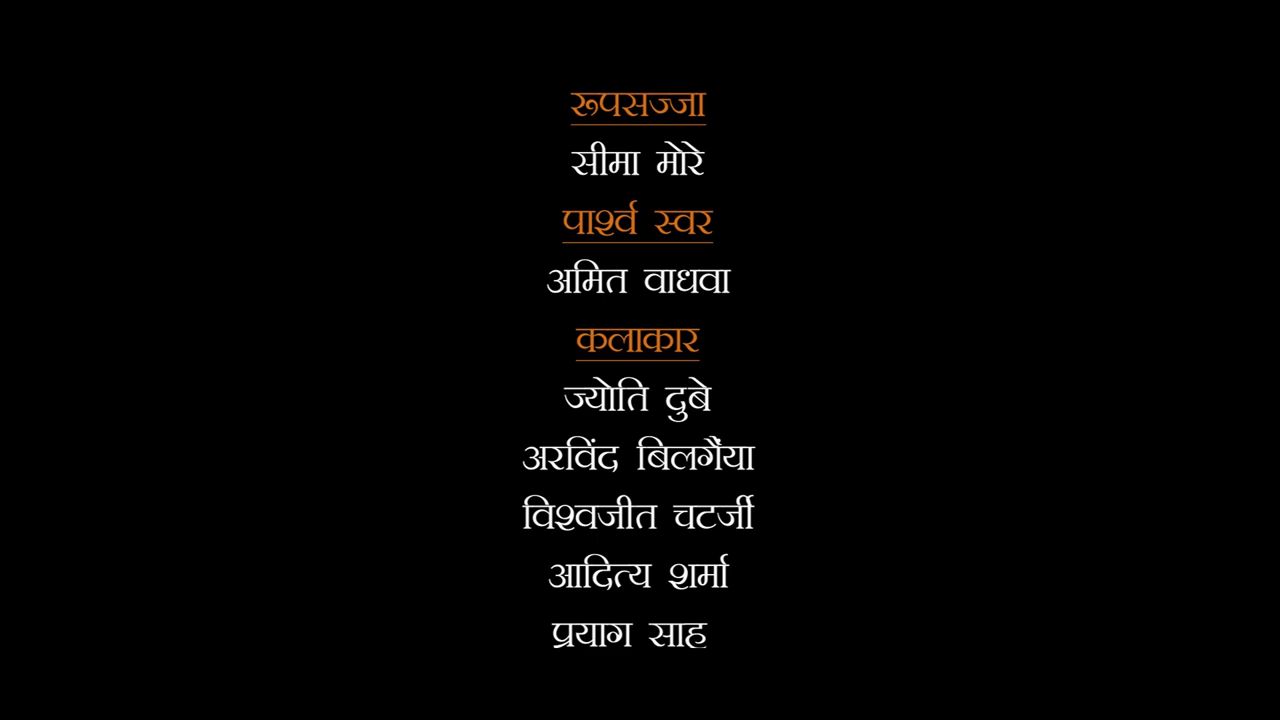 रूपसज्जा
सीमा मोरे
पार्श्व स्वर
अमित वाधवा
कलाकार
ज्योति दुबे
अरविंद बिलगैंया
विश्वजीत चटर्जी
आदित्य शर्मा
प्रयाग साह